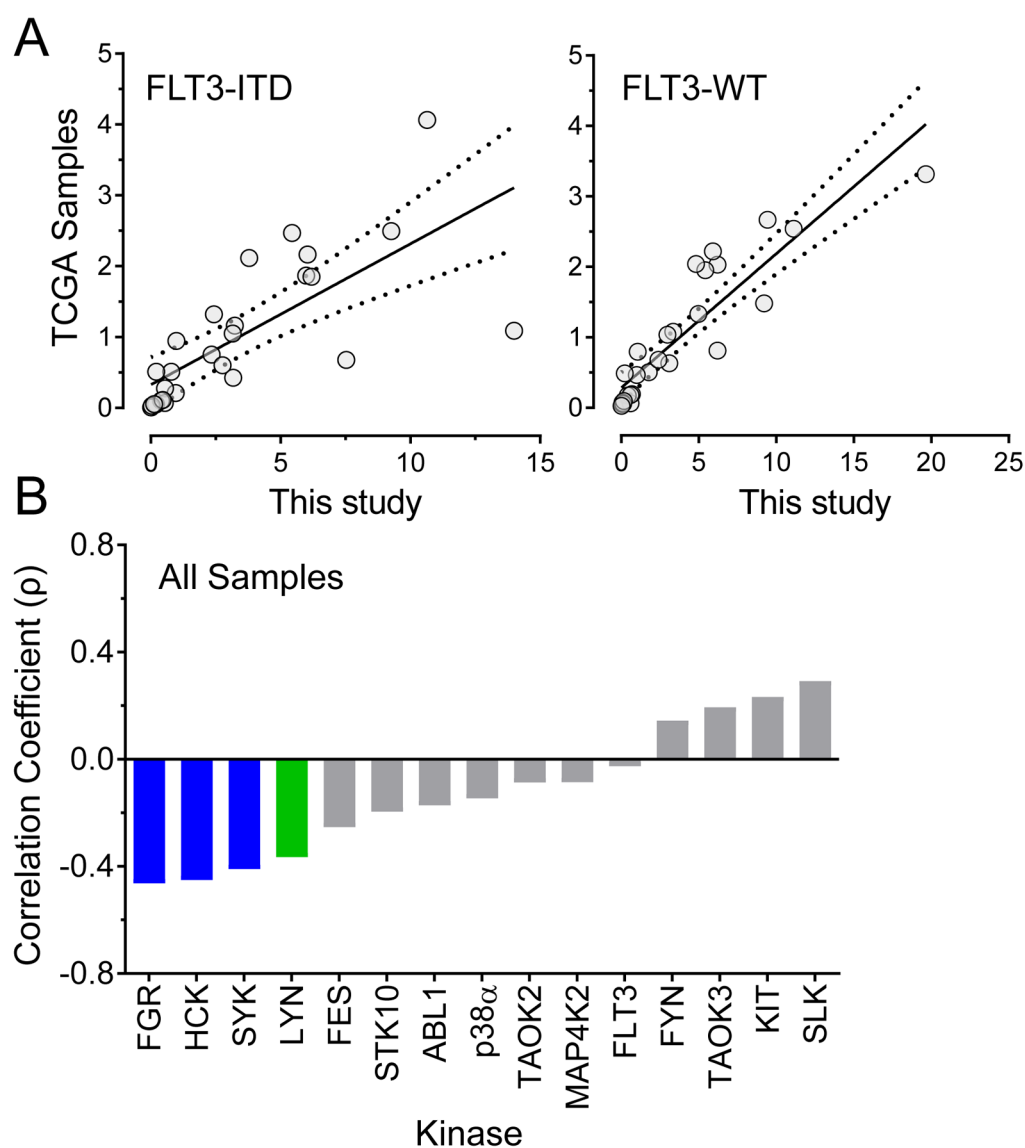 A
FLT3-ITD
FLT3-WT
TCGA Samples
5
4
3
2
1
0
0 5 10 15
This study
5
4
3
2
1
0
0 5 10 15 20 25
This study
B
All Samples
Correlation Coefficient (ρ)
0.8
0.4
0.0
-0.4
-0.8
FGR
HCK
SYK
LYN
FES
STK10
ABL1
p38α
TAOK2
MAP4K2
FLT3
FYN
TAOK3
KIT
SLK
Kinase